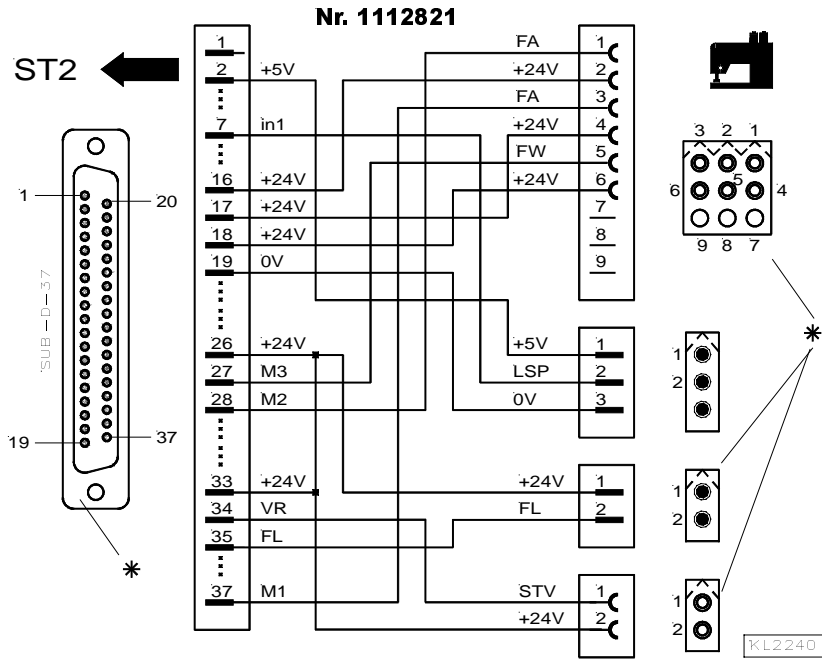 Nr. 1112821
ST2
1 FA 1
2 +5V +24V 2
FA 3
7 in1 +24V 4
FW 5
16 +24V +24V 6
17 +24V 7
18 +24V 8
19 0V 9
3 2 1
6 5 4
9 8 7
1 20
SUB-D-37
19 37
26 +24V +5V 1
27 M3 LSP 2
28 M2 0V 3
1
2
*
33 +24V +24V 1
34 VR FL 2
35 FL
1
2
*
37 M1 STV 1
+24V 2
1
2
KL2240